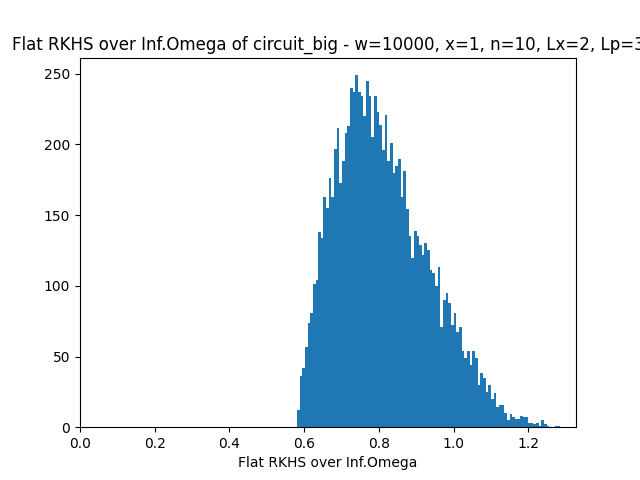 Flat RKHS over Inf.Omega of circuit_big - w=10000, x=1, n=10, Lx=2, Lp=3
250
200
150
100
50
0
0.0 0.2 0.4 0.6 0.8 1.0 1.2
Flat RKHS over Inf.Omega